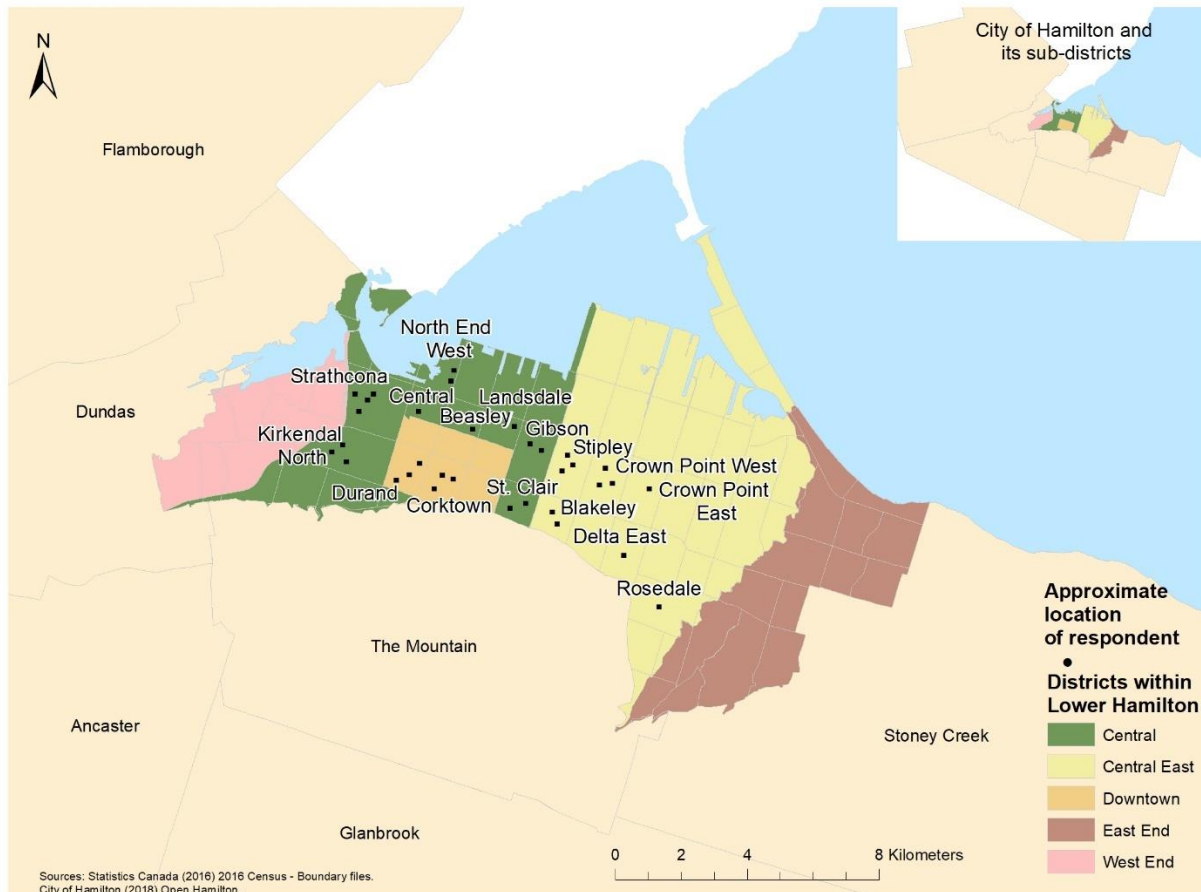 N
City of Hamilton and
its sub-districts
Flamborough
North End
West
Strathcona
Central
Landsdale
Beasley
Dundas
Gibson
Kirkendal
North
Stipley
Crown Point West
Durand
St. Clair
Crown Point
East
Corktown
Blakeley
Delta East
Rosedale
The Mountain
Ancaster
Stoney Creek
Glanbrook
Approximate
location
of respondent
Districts within
Lower Hamilton
Central
Central East
Downtown
East End
West End
0 2 4 8 Kilometers
Sources: Statistics Canada (2016) 2016 Census - Boundary files.
City of Hamilton (2018) Open Hamilton